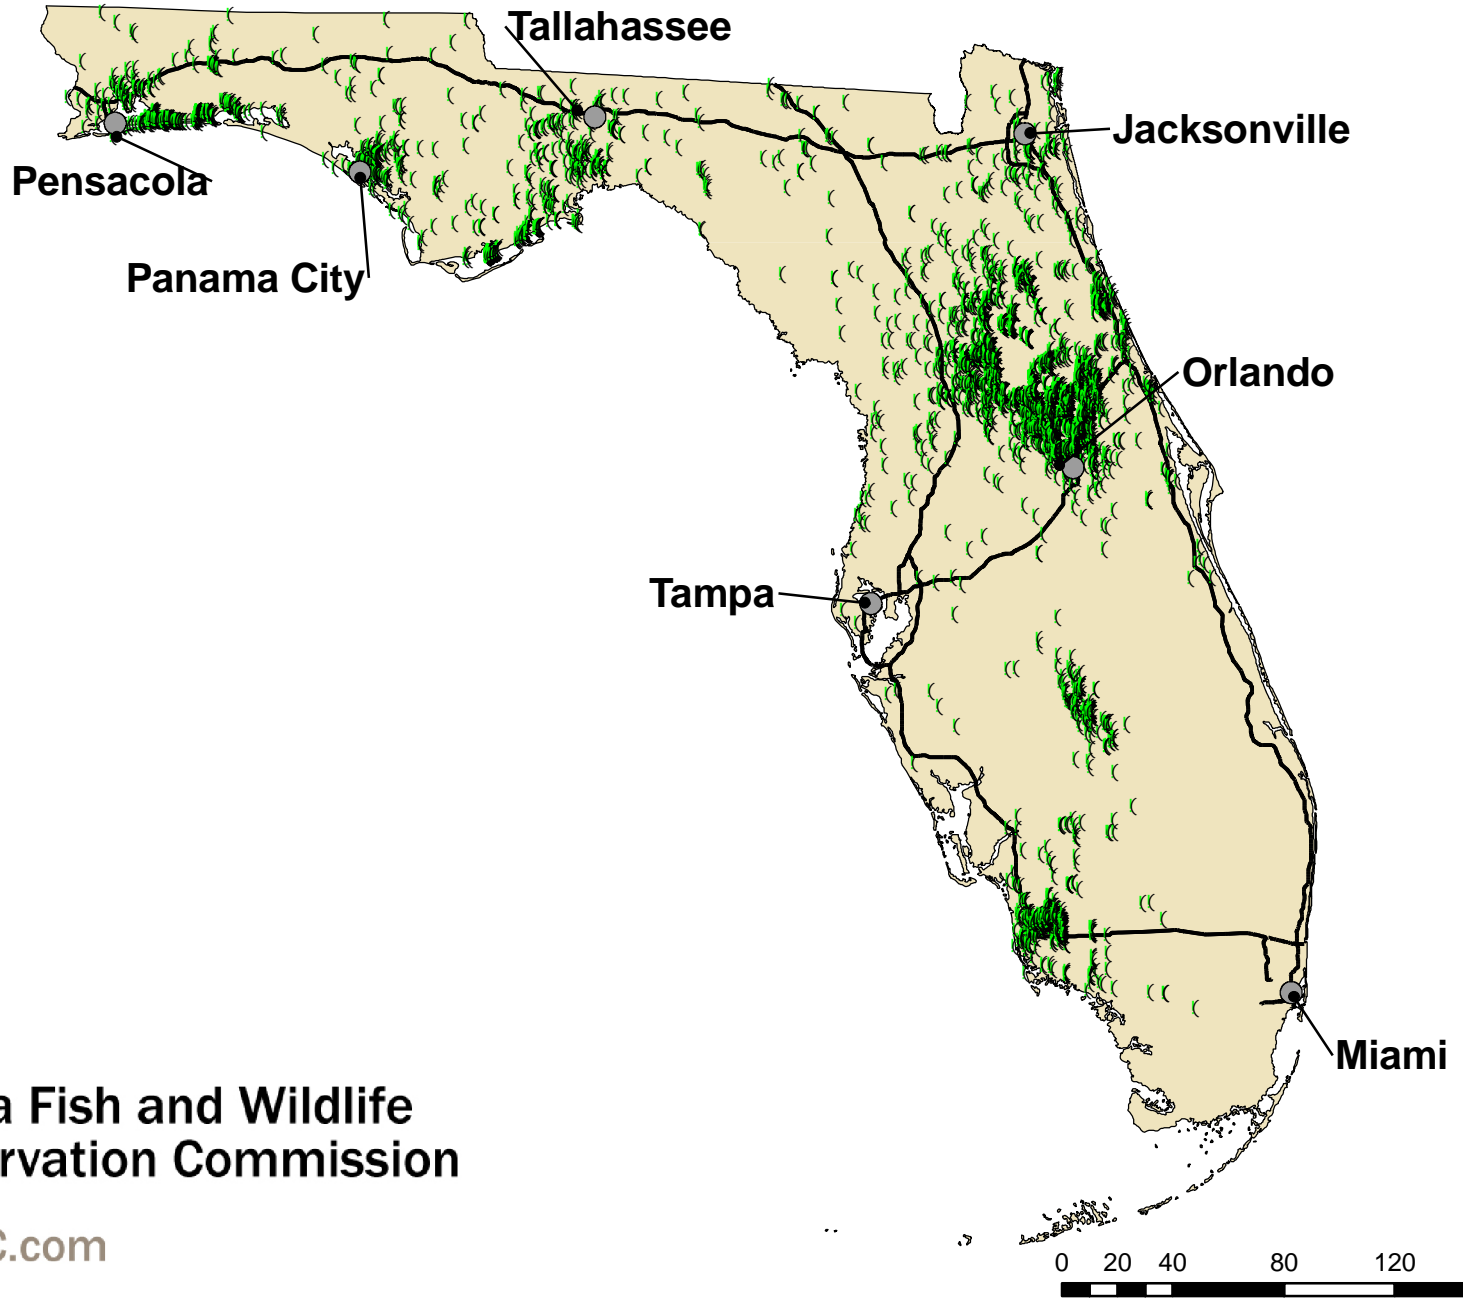 Tallahassee
Jacksonville
Pensacola
Panama City
Orlando
Tampa
Miami
a Fish and Wildlife
rvation Commission
C.com
0 20 40 80 120